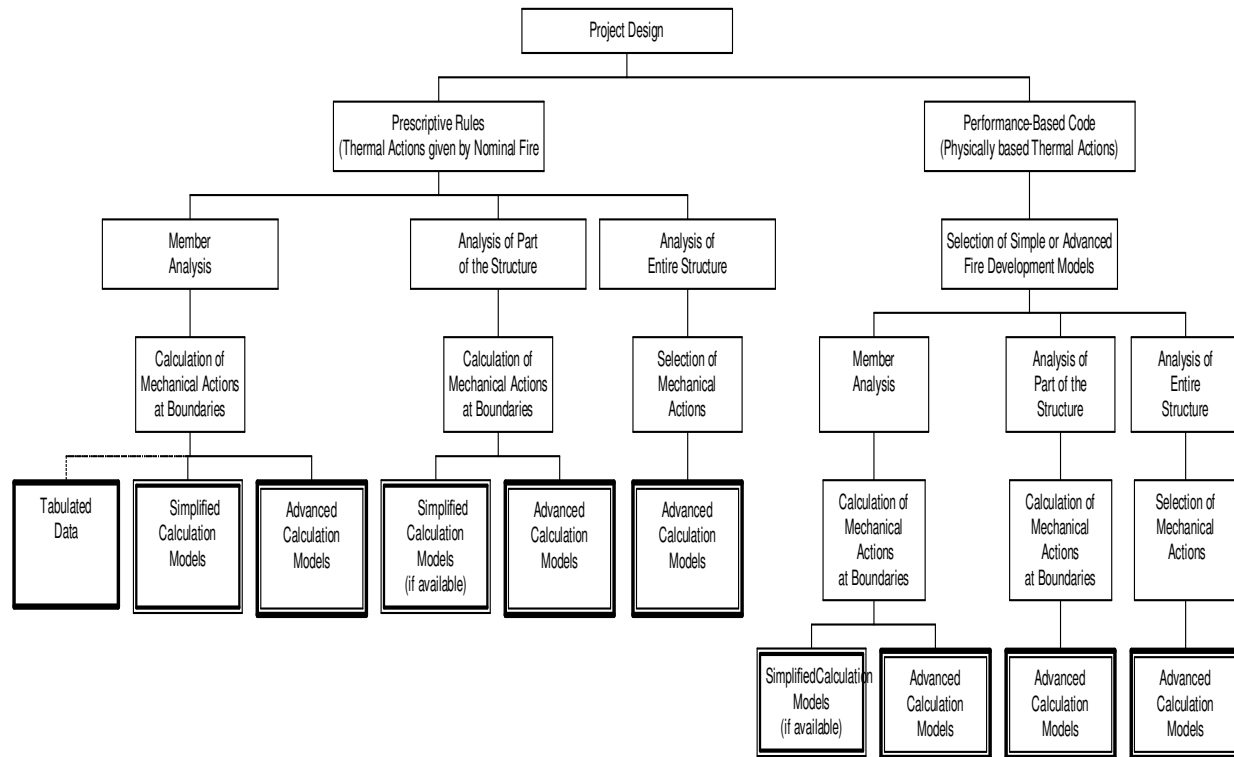 Project Design
Prescriptive Rules
(Thermal Actions given by Nominal Fire
Performance-Based Code
(Physically based Thermal Actions)
Member
Analysis
Analysis of Part
of the Structure
Analysis of
Entire Structure
Selection of Simple or Advanced
Fire Development Models
Calculation of
Mechanical Actions
at Boundaries
Calculation of
Mechanical Actions
at Boundaries
Selection of
Mechanical
Actions
Member
Analysis
Analysis of
Part of the
Structure
Analysis of
Entire
Structure
Tabulated
Data
Simplified
Calculation
Models
Advanced
Calculation
Models
Simplified
Calculation
Models
(if available)
Advanced
Calculation
Models
Advanced
Calculation
Models
Calculation of
Mechanical
Actions
at Boundaries
Calculation of
Mechanical
Actions
at Boundaries
Selection of
Mechanical
Actions
SimplifiedCalculation
Models
(if available)
Advanced
Calculation
Models
Advanced
Calculation
Models
Advanced
Calculation
Models